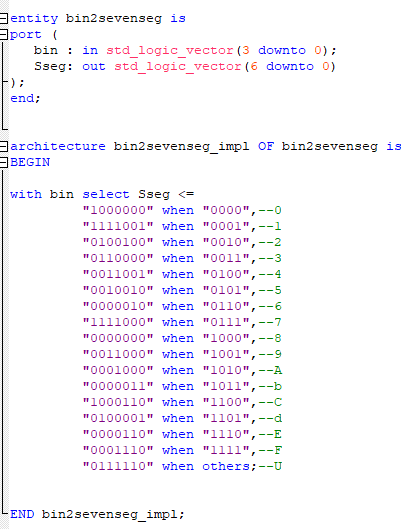 entity bin2sevenseg is
port (
bin : in std_logic_vector(3 downto 0);
Sseg: out std_logic_vector(6 downto 0)
);
end;
architecture bin2sevenseg_impl OF bin2sevenseg is
BEGIN
with bin select Sseg <=
"1000000" when "0000",--0
"1111001" when "0001",--1
"0100100" when "0010",--2
"0110000" when "0011",--3
"0011001" when "0100",--4
"0010010" when "0101",--5
"0000010" when "0110",--6
"1111000" when "0111",--7
"0000000" when "1000",--8
"0011000" when "1001",--9
"0001000" when "1010",--A
"0000011" when "1011",--b
"1000110" when "1100",--C
"0100001" when "1101",--d
"0000110" when "1110",--E
"0001110" when "1111",--F
"0111110" when others;--U
END bin2sevenseg_impl;